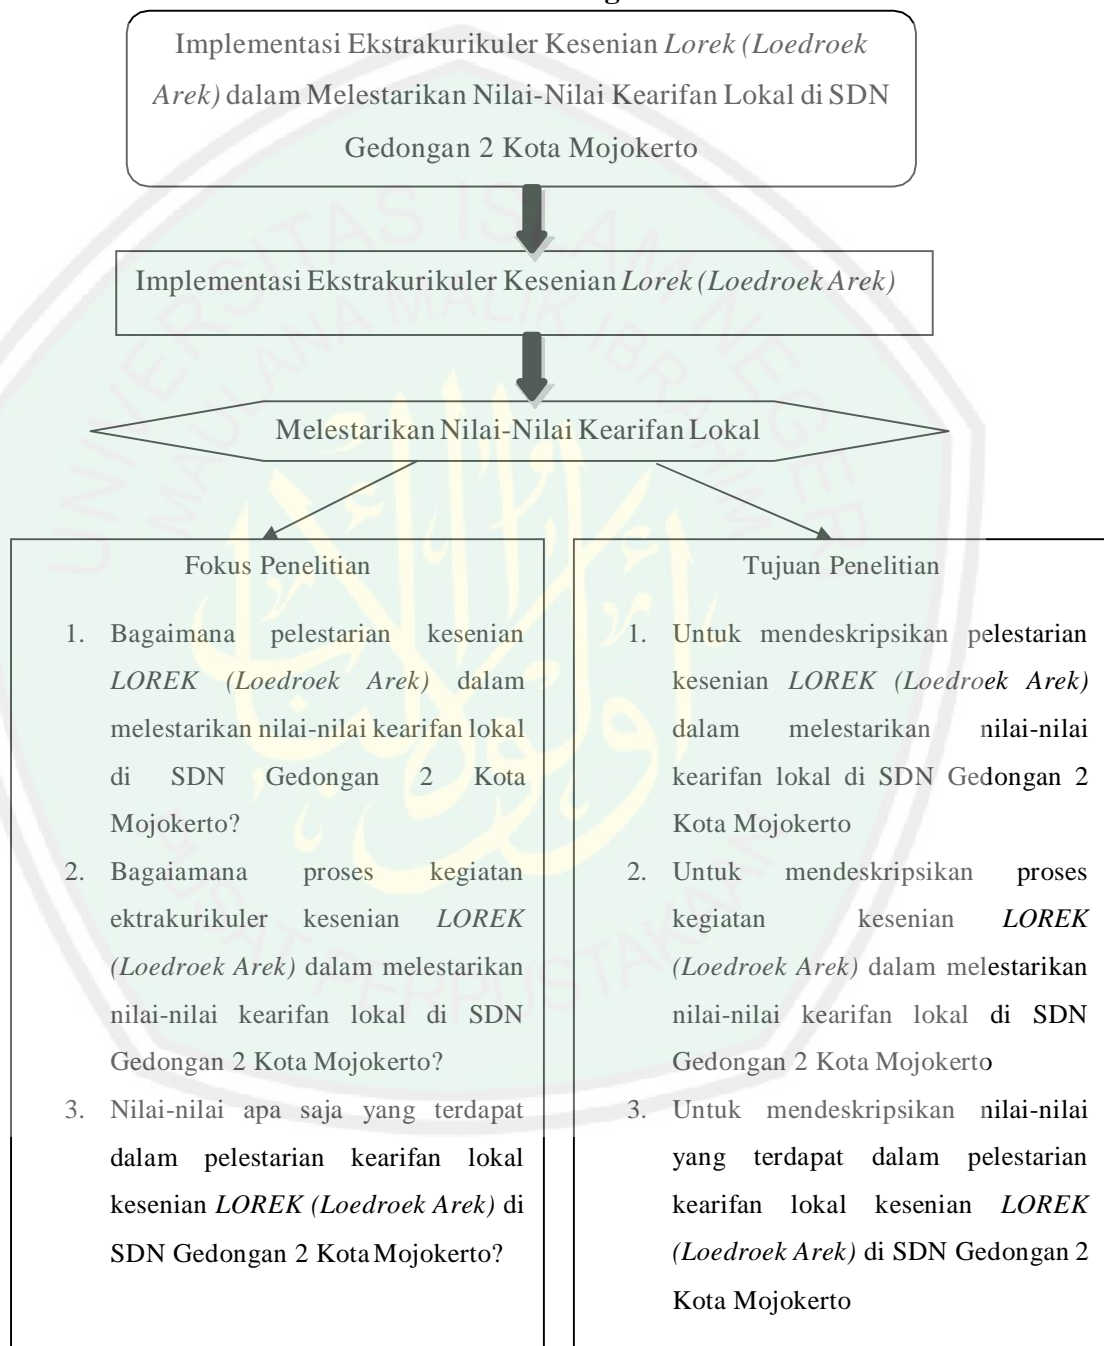 Implementasi Ekstrakurikuler Kesenian Lorek (Loedroek
Arek) dalam Melestarikan Nilai-Nilai Kearifan Lokal di SDN
Gedongan 2 Kota Mojokerto
Implementasi Ekstrakurikuler Kesenian Lorek (Loedroek Arek)
Melestarikan Nilai-Nilai Kearifan Lokal
Fokus Penelitian
1. Bagaimana pelestarian kesenian
LOREK (Loedroek Arek) dalam
melestarikan nilai-nilai kearifan lokal
di SDN Gedongan 2 Kota
Mojokerto?
2. Bagaiamana proses kegiatan
ektrakurikuler kesenian LOREK
(Loedroek Arek) dalam melestarikan
nilai-nilai kearifan lokal di SDN
Gedongan 2 Kota Mojokerto?
3. Nilai-nilai apa saja yang terdapat
dalam pelestarian kearifan lokal
kesenian LOREK (Loedroek Arek) di
SDN Gedongan 2 Kota Mojokerto?
Tujuan Penelitian
1. Untuk mendeskripsikan pelestarian
kesenian LOREK (Loedroek Arek)
dalam melestarikan nilai-nilai
kearifan lokal di SDN Gedongan 2
Kota Mojokerto
2. Untuk mendeskripsikan proses
kegiatan kesenian LOREK
(Loedroek Arek) dalam melestarikan
nilai-nilai kearifan lokal di SDN
Gedongan 2 Kota Mojokerto
3. Untuk mendeskripsikan nilai-nilai
yang terdapat dalam pelestarian
kearifan lokal kesenian LOREK
(Loedroek Arek) di SDN Gedongan 2
Kota Mojokerto
UNIVERSITAS ISLAM NEGERI
MAULANA MALIK IBRAHIM
PUSAT PERPUSTAKAAN